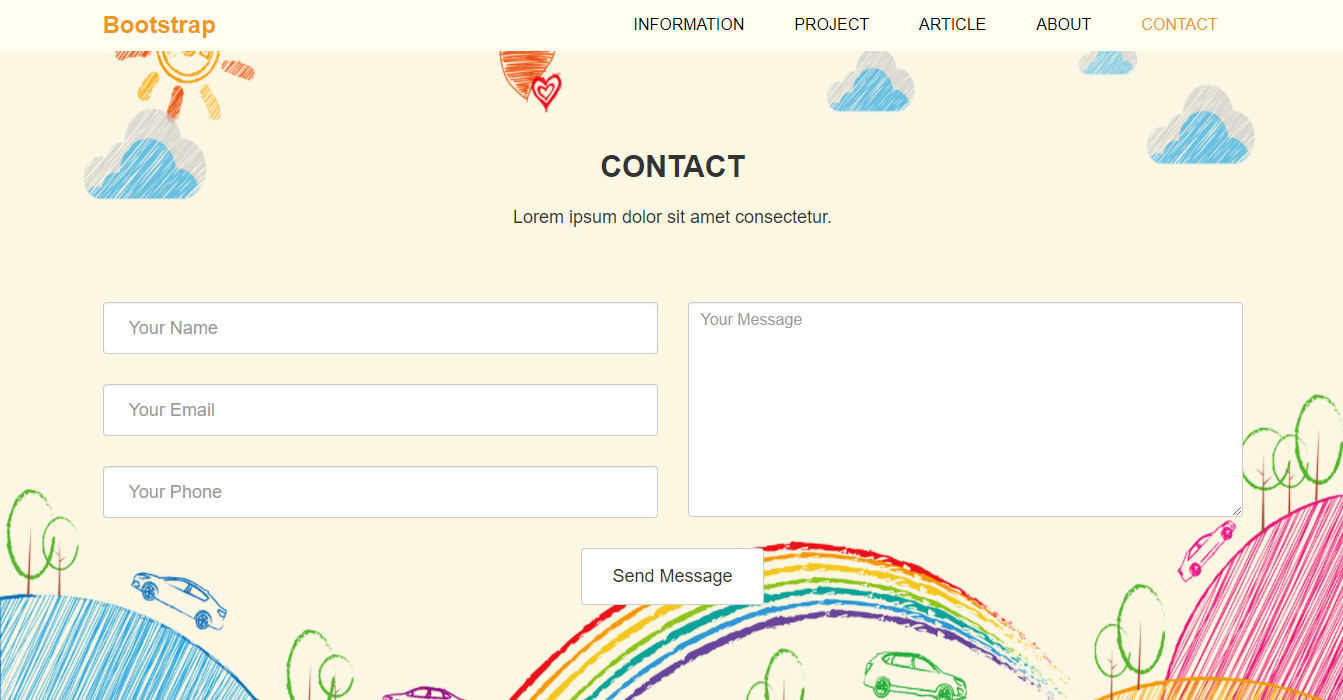 Bootstrap
INFORMATION PROJECT ARTICLE ABOUT CONTACT
CONTACT
Lorem ipsum dolor sit amet consectetur.
Your Name
Your Message
Your Email
Your Phone
Send Message